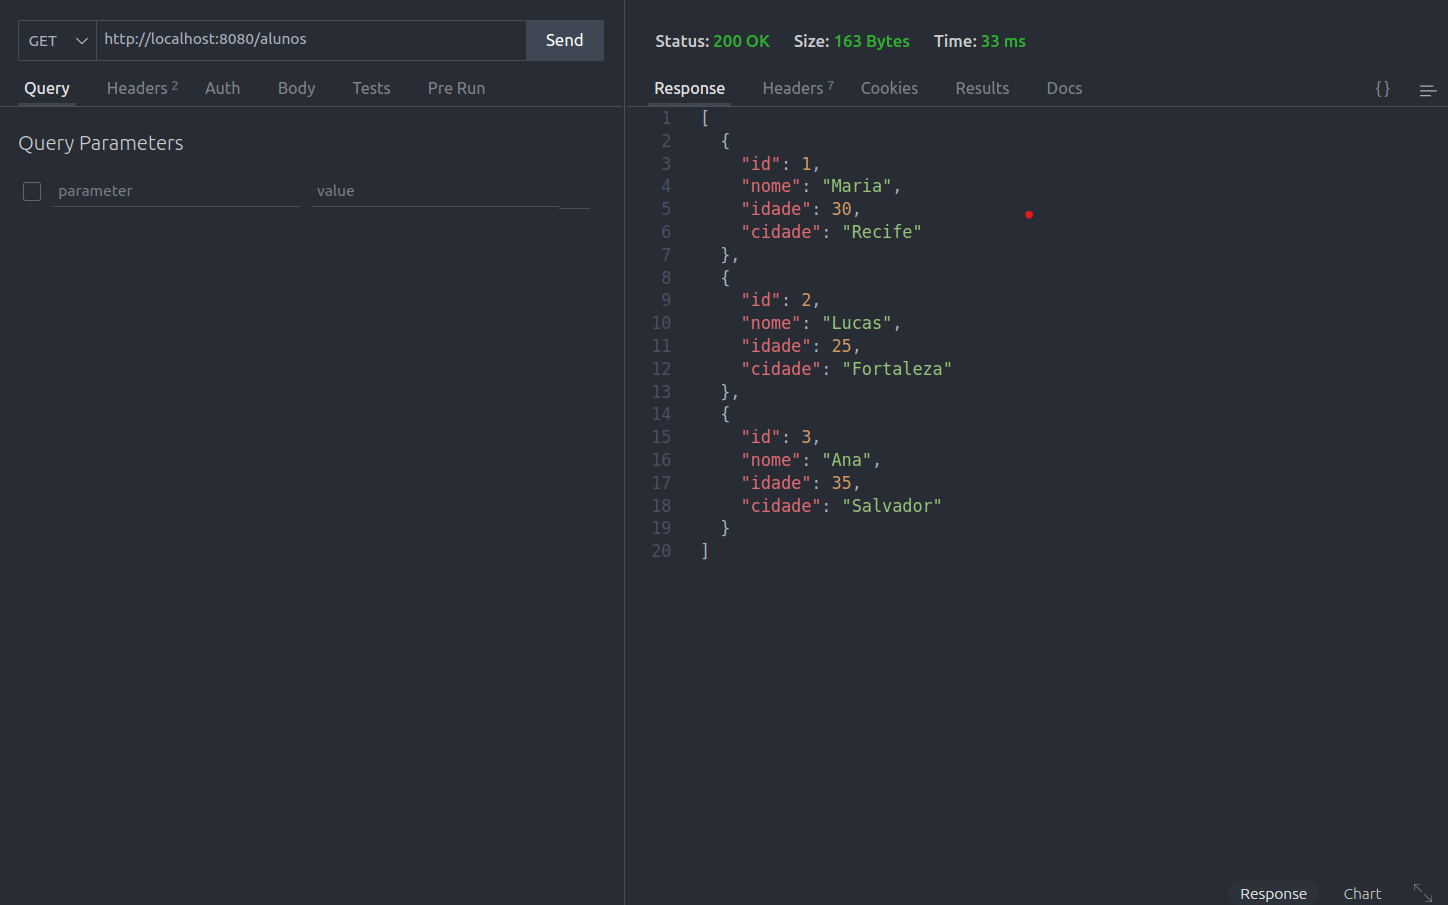 GET http://localhost:8080/alunos Send
Query Headers 2 Auth Body Tests Pre Run
Query Parameters
parameter value
Status: 200 OK Size: 163 Bytes Time: 33 ms
Response Headers 7 Cookies Results Docs {}
1 [
2 {
3 "id": 1,
4 "nome": "Maria",
5 "idade": 30,
6 "cidade": "Recife"
7 },
8 {
9 "id": 2,
10 "nome": "Lucas",
11 "idade": 25,
12 "cidade": "Fortaleza"
13 },
14 {
15 "id": 3,
16 "nome": "Ana",
17 "idade": 35,
18 "cidade": "Salvador"
19 }
20 ]
Response Chart